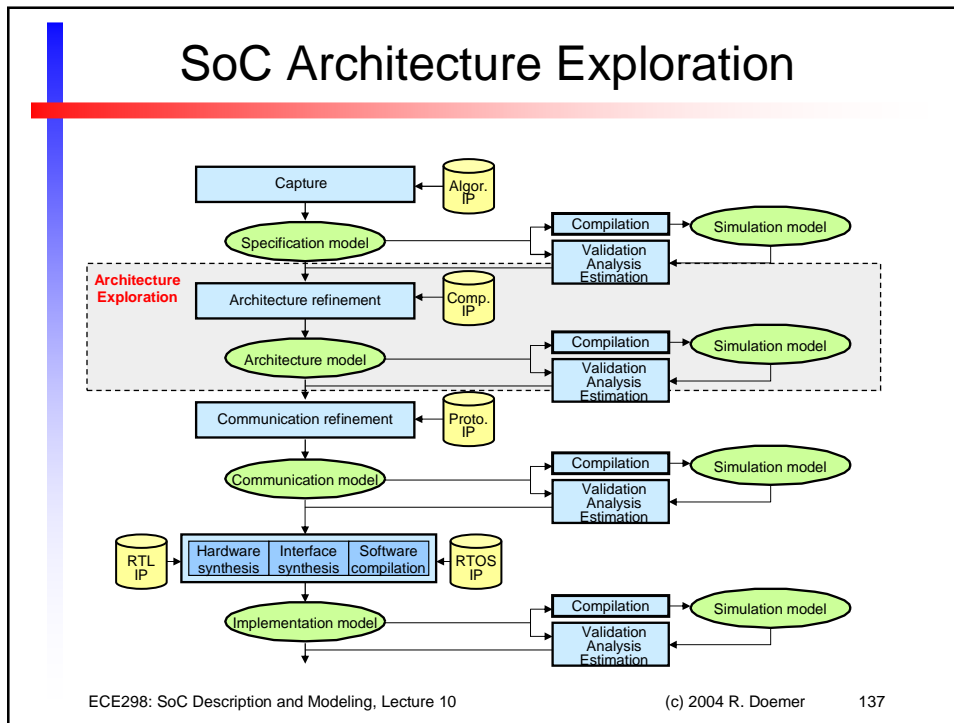 SoC Architecture Exploration
Capture
Algor.
IP
Specification model
Compilation
Simulation model
Validation
Analysis
Estimation
Architecture
Exploration
Architecture refinement
Comp.
IP
Architecture model
Compilation
Simulation model
Validation
Analysis
Estimation
Communication refinement
Proto.
IP
Communication model
Compilation
Simulation model
Validation
Analysis
Estimation
RTL
IP
Hardware
synthesis
Interface
synthesis
Software
compilation
RTOS
IP
Implementation model
Compilation
Simulation model
Validation
Analysis
Estimation
ECE298: SoC Description and Modeling, Lecture 10
(c) 2004 R. Doemer
137